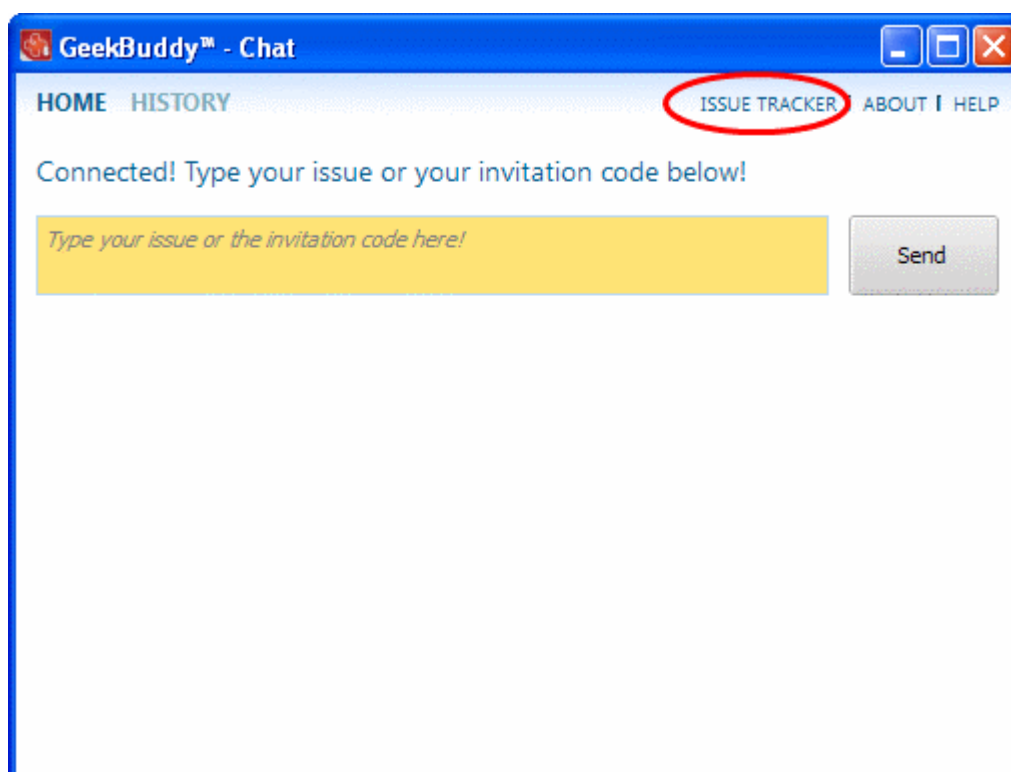 GeekBuddy™ - Chat
HOME HISTORY ISSUE TRACKER | ABOUT | HELP
Connected! Type your issue or your invitation code below!
Type your issue or the invitation code here!
Send